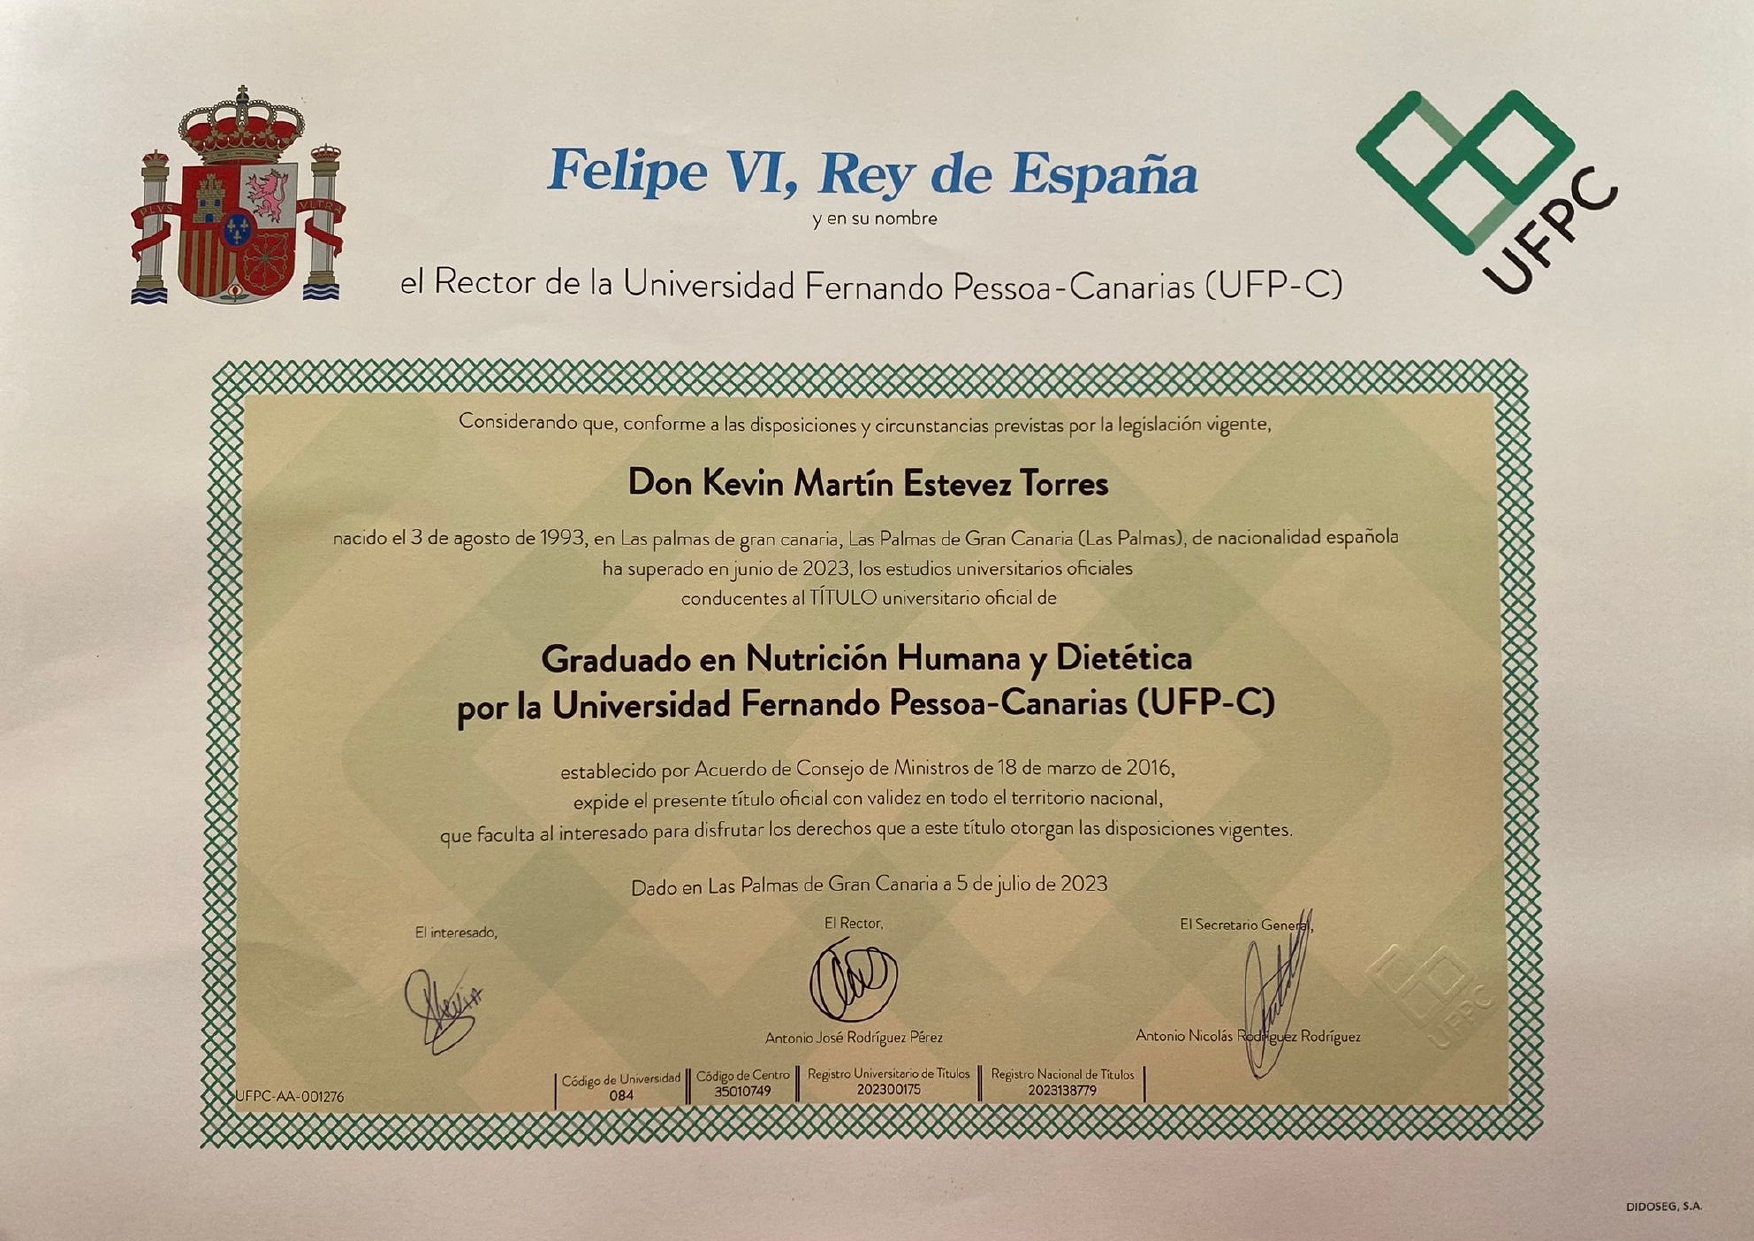 PLVS VLTRA
Felipe VI, Rey de España
y en su nombre
el Rector de la Universidad Fernando Pessoa-Canarias (UFP-C)
UFPC
Considerando que, conforme a las disposiciones y circunstancias previstas por la legislación vigente,
Don Kevin Martín Estevez Torres
nacido el 3 de agosto de 1993, en Las palmas de gran canaria, Las Palmas de Gran Canaria (Las Palmas), de nacionalidad española
ha superado en junio de 2023, los estudios universitarios oficiales
conducentes al TÍTULO universitario oficial de
Graduado en Nutrición Humana y Dietética
por la Universidad Fernando Pessoa-Canarias (UFP-C)
establecido por Acuerdo de Consejo de Ministros de 18 de marzo de 2016,
expide el presente título oficial con validez en todo el territorio nacional,
que faculta al interesado para disfrutar los derechos que a este título otorgan las disposiciones vigentes.
Dado en Las Palmas de Gran Canaria a 5 de julio de 2023
El interesado,
El Rector,
El Secretario General,
Antonio José Rodríguez Pérez
Antonio Nicolás Rodríguez Rodríguez
UFPC
UFPC-AA-001276
Código de Universidad
084
Código de Centro
35010749
Registro Universitario de Títulos
202300175
Registro Nacional de Títulos
2023138779
DIDOSEG, S.A.